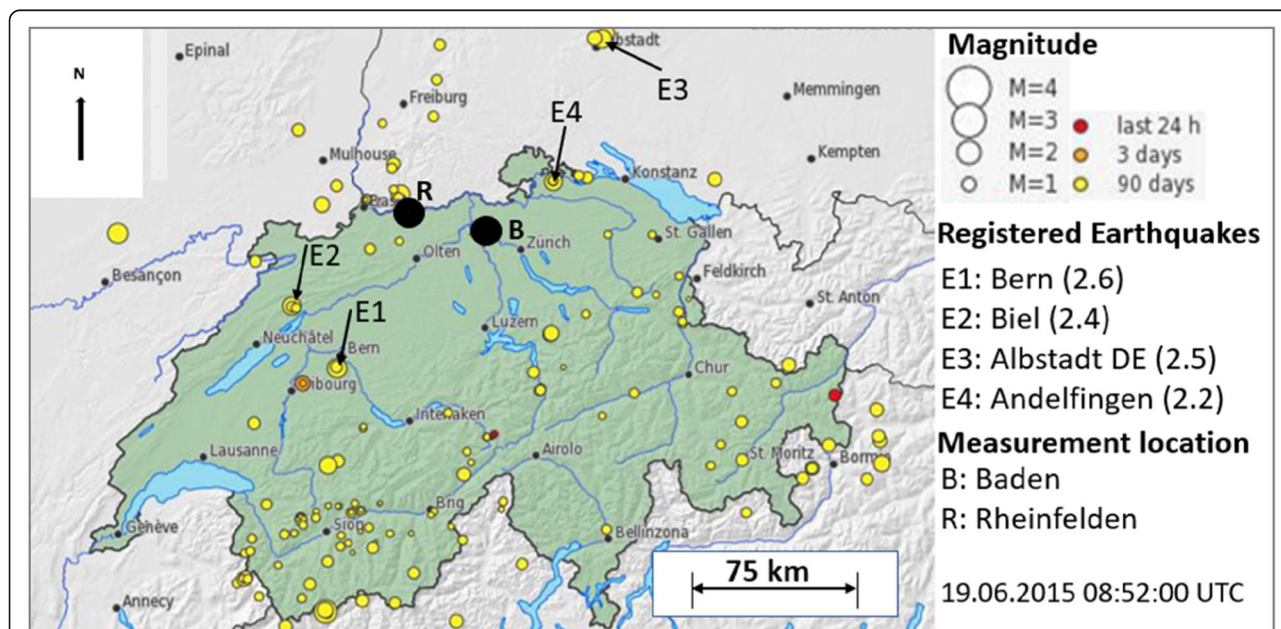 Epinal
N
Freiburg
Mulhouse
E3
E4
Memmingen
Kempten
Konstanz
R
B
Olten
Zürich
St. Gallen
Feldkirch
St. Anton
Besançon
E2
E1
Neuchâtel
Bern
Luzern
Chur
Interlaken
Lausanne
Airolo
St. Moritz
Brig
Sion
Genève
Bellinzona
Annecy
75 km
Magnitude
M=4
M=3
M=2
M=1
last 24 h
3 days
90 days
Registered Earthquakes
E1: Bern (2.6)
E2: Biel (2.4)
E3: Albstadt DE (2.5)
E4: Andelfingen (2.2)
Measurement location
B: Baden
R: Rheinfelden
19.06.2015 08:52:00 UTC